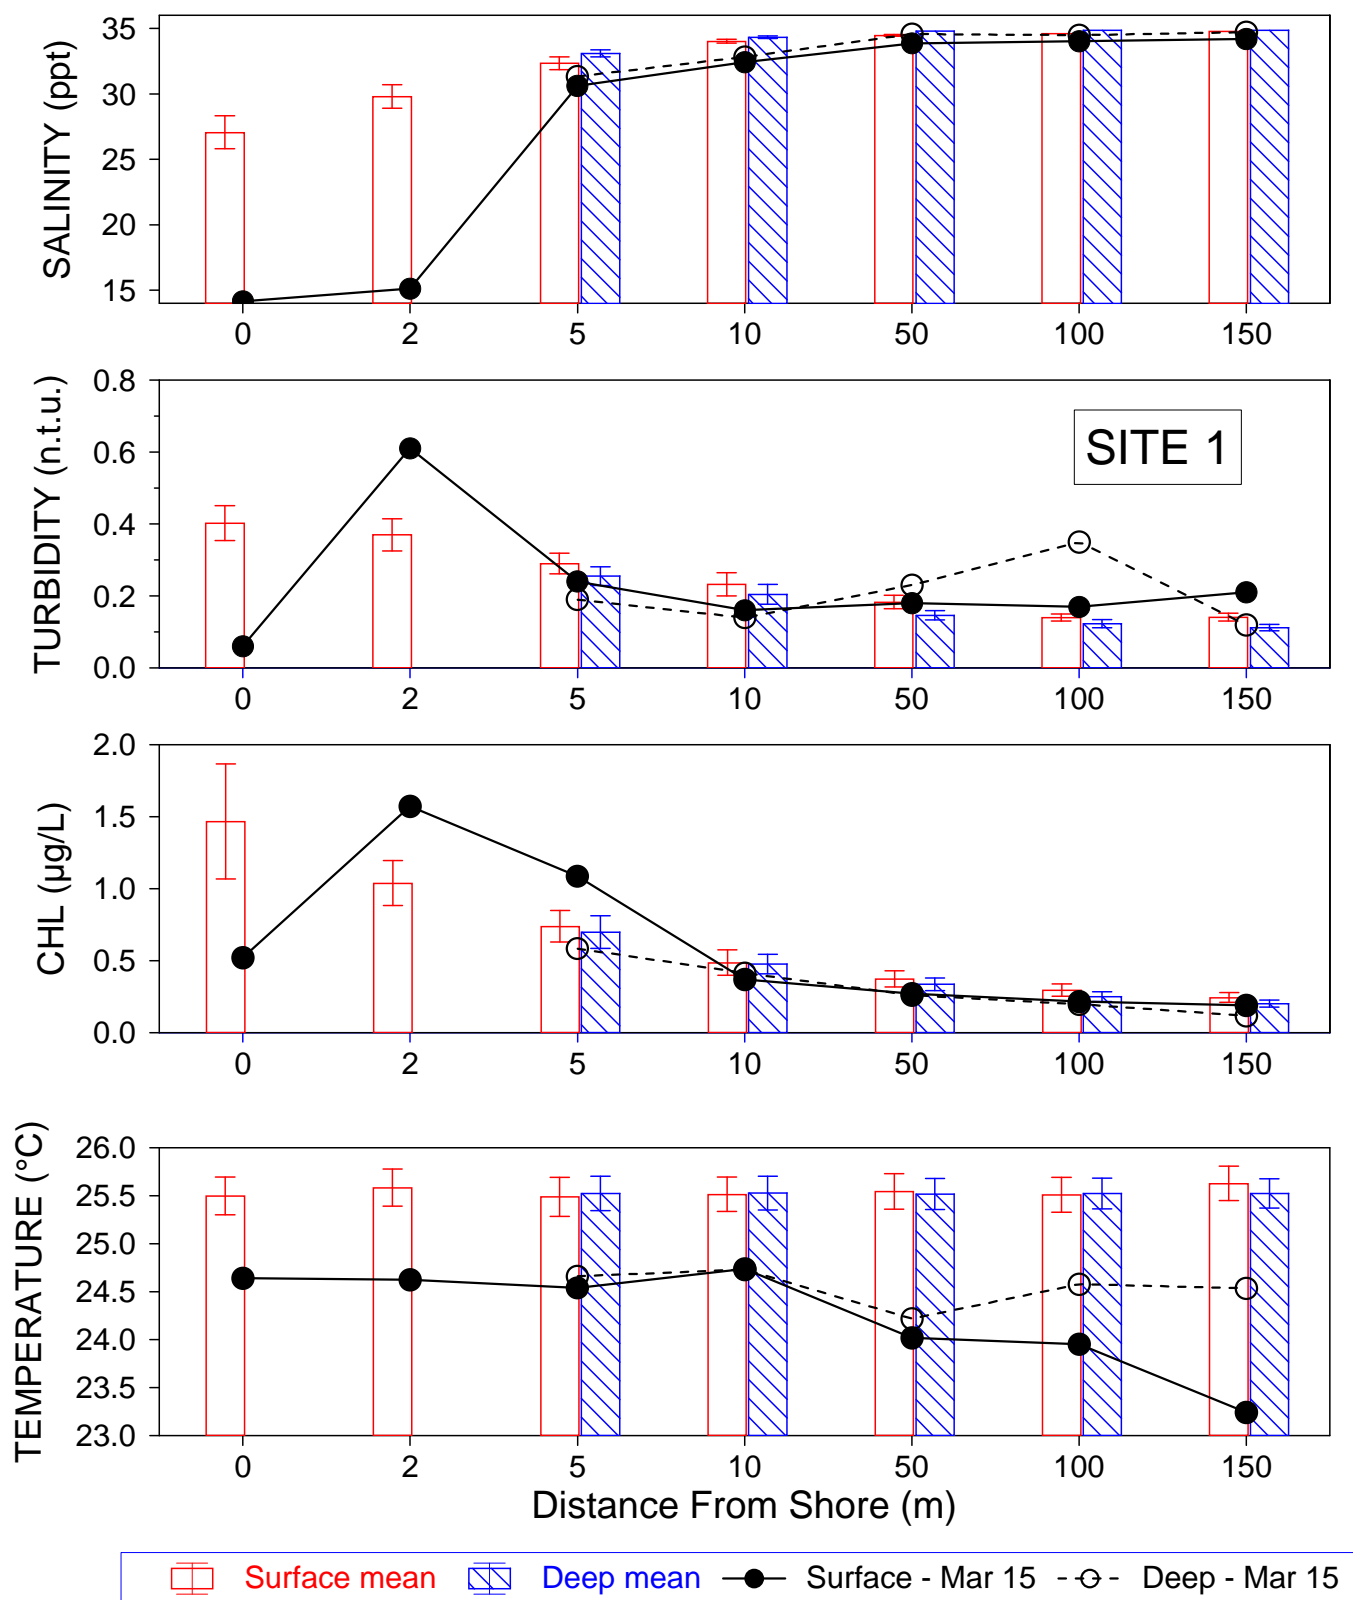 SALINITY (ppt)
35
30
25
20
15
0 2 5 10 50 100 150
TURBIDITY (n.t.u.)
0.8
0.6
0.4
0.2
0.0
SITE 1
0 2 5 10 50 100 150
CHL (µg/L)
2.0
1.5
1.0
0.5
0.0
0 2 5 10 50 100 150
TEMPERATURE (°C)
26.0
25.5
25.0
24.5
24.0
23.5
23.0
0 2 5 10 50 100 150
Distance From Shore (m)
Surface mean Deep mean Surface - Mar 15 Deep - Mar 15